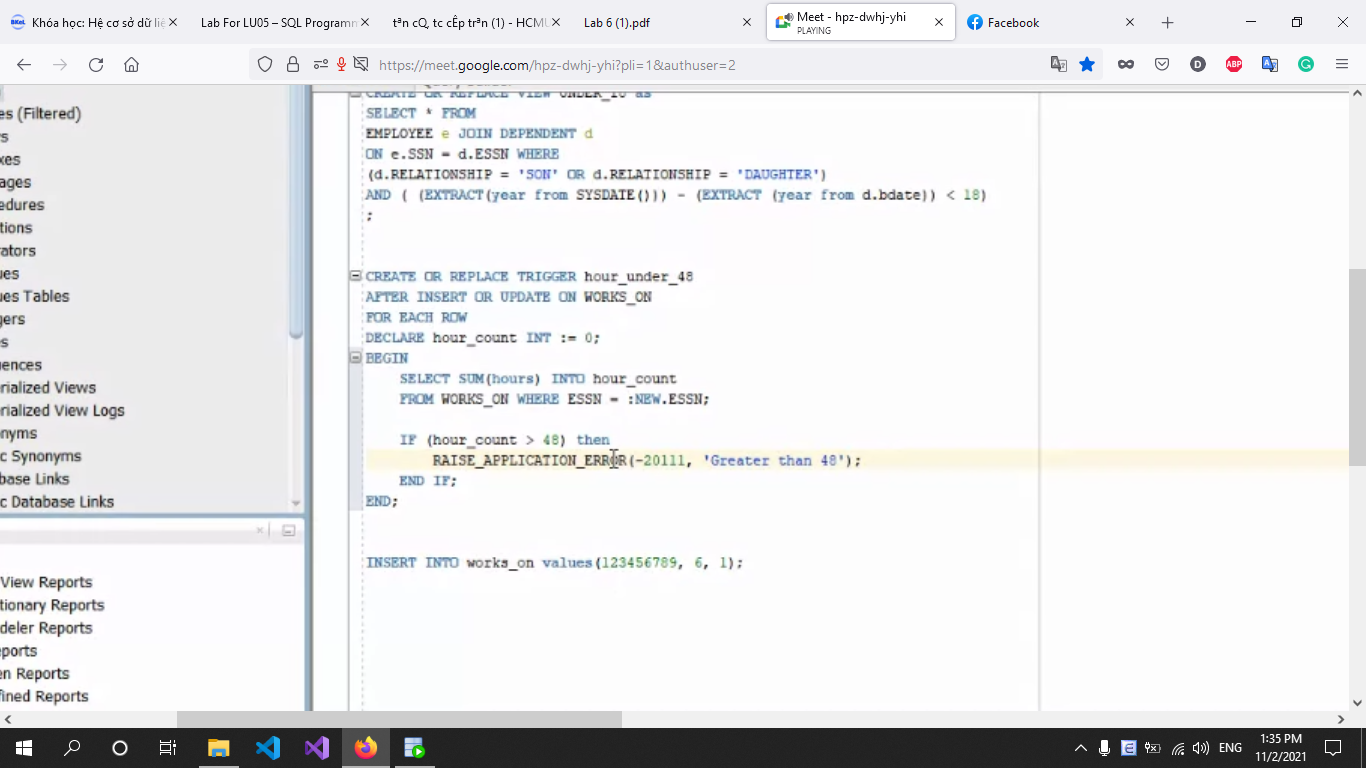 Khóa học: Hệ cơ sở dữ liệ
Lab For LU05 – SQL Programm
tªn cQ, tc cÊp trªn (1) - HCMU
Lab 6 (1).pdf
Meet - hpz-dwhj-yhi
PLAYING
Facebook
https://meet.google.com/hpz-dwhj-yhi?pli=1&authuser=2
ABP
CREATE OR REPLACE VIEW UNDER_18 as
SELECT * FROM
EMPLOYEE e JOIN DEPENDENT d
ON e.SSN = d.ESSN WHERE
(d.RELATIONSHIP = 'SON' OR d.RELATIONSHIP = 'DAUGHTER')
AND ( (EXTRACT(year from SYSDATE())) - (EXTRACT (year from d.bdate)) < 18)
;
CREATE OR REPLACE TRIGGER hour_under_48
AFTER INSERT OR UPDATE ON WORKS_ON
FOR EACH ROW
DECLARE hour_count INT := 0;
BEGIN
SELECT SUM(hours) INTO hour_count
FROM WORKS_ON WHERE ESSN = :NEW.ESSN;
IF (hour_count > 48) then
RAISE_APPLICATION_ERROR(-20111, 'Greater than 48');
END IF;
END;
INSERT INTO works_on values(123456789, 6, 1);
es (Filtered)
s
xes
ages
edures
tions
rators
ues
ues Tables
gers
s
uences
rialized Views
rialized View Logs
onyms
c Synonyms
base Links
c Database Links
View Reports
tionary Reports
deler Reports
ports
en Reports
fined Reports
ENG
1:35 PM
11/2/2021